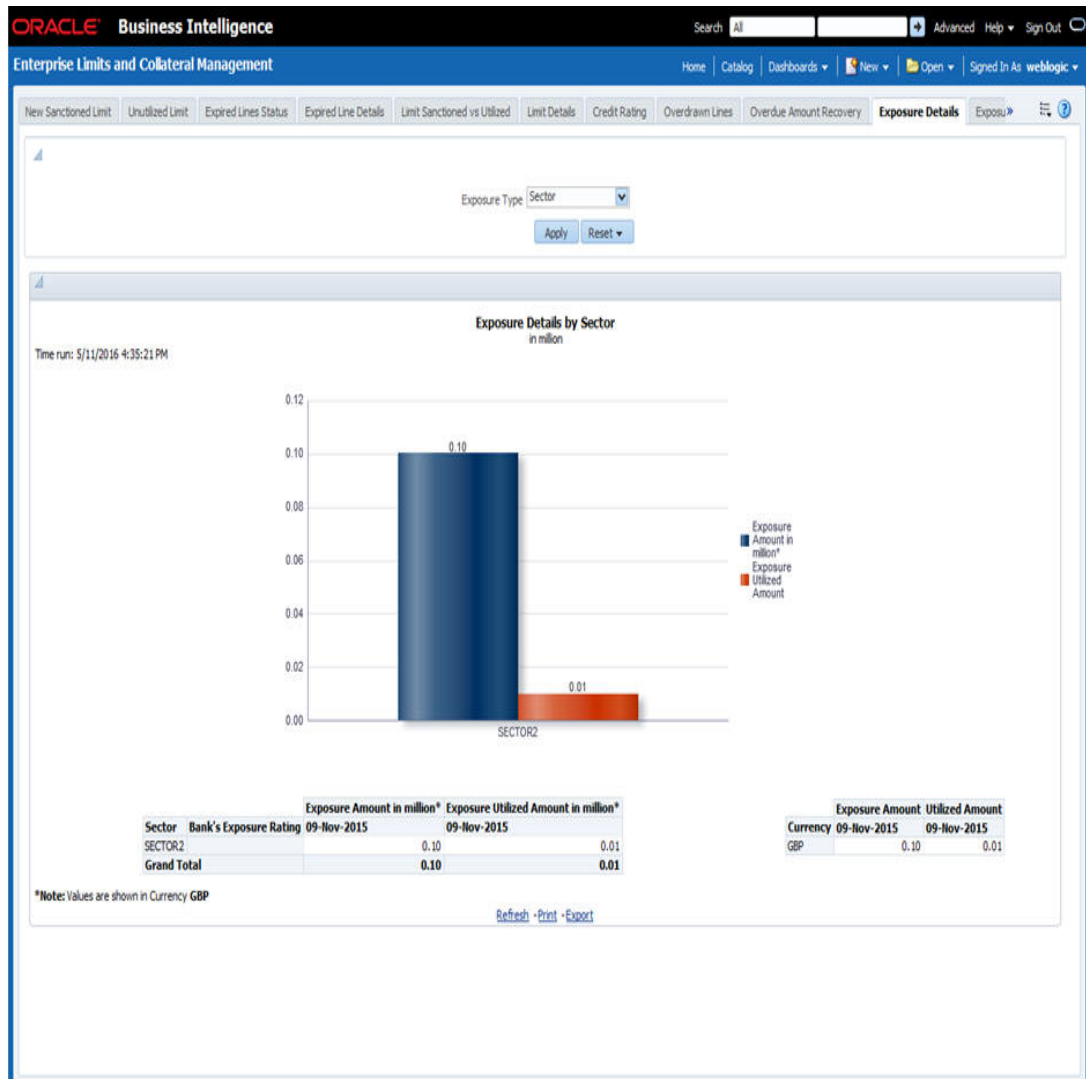 ORACLE Business Intelligence
Search All Advanced Help Sign Out
Enterprise Limits and Collateral Management
Home Catalog Dashboards New Open Signed In As weblogic
New Sanctioned Limit Unutilized Limit Expired Lines Status Expired Line Details Limit Sanctioned vs Utilized Limit Details Credit Rating Overdrawn Lines Overdue Amount Recovery Exposure Details Exposu»
Exposure Type Sector
Apply Reset
Exposure Details by Sector
in million
Time run: 5/11/2016 4:35:21 PM
0.12
0.10
0.08
0.06
0.04
0.02
0.00
0.10
0.01
SECTOR2
Exposure
Amount in
million*
Exposure
Utilized
Amount
Exposure Amount in million* Exposure Utilized Amount in million*
Sector Bank's Exposure Rating 09-Nov-2015 09-Nov-2015
SECTOR2 0.10 0.01
Grand Total 0.10 0.01
Exposure Amount Utilized Amount
Currency 09-Nov-2015 09-Nov-2015
GBP 0.10 0.01
*Note: Values are shown in Currency GBP
Refresh - Print - Export